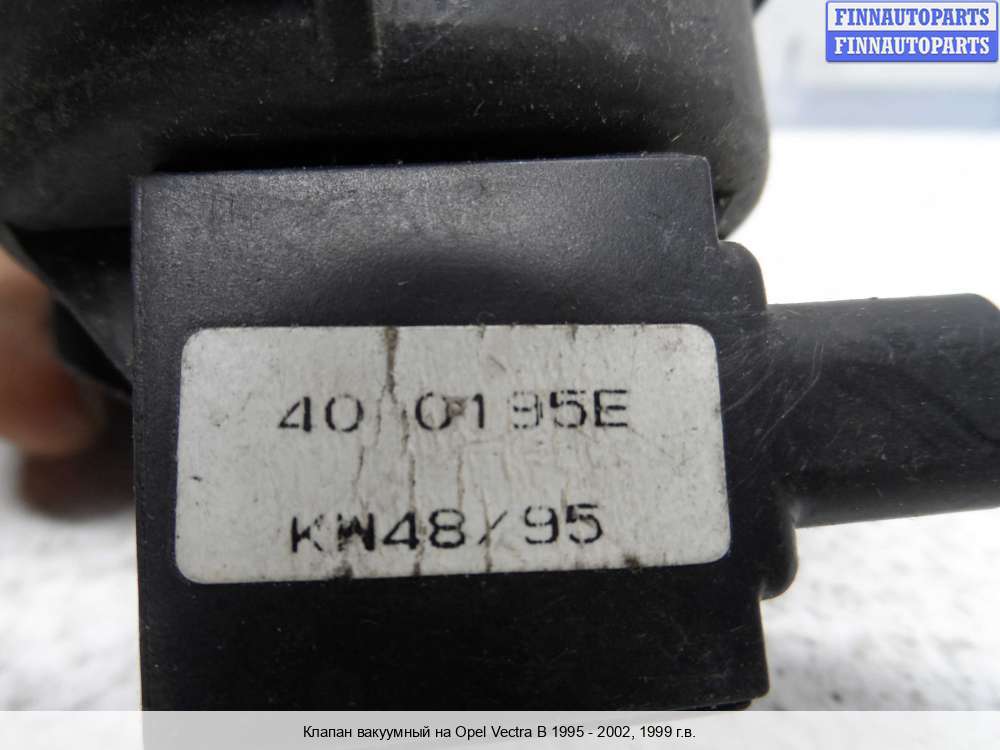 FINNAUTOPARTS
FINNAUTOPARTS
40 0195E
KW48/95
Клапан вакуумный на Opel Vectra B 1995 - 2002, 1999 г.в.